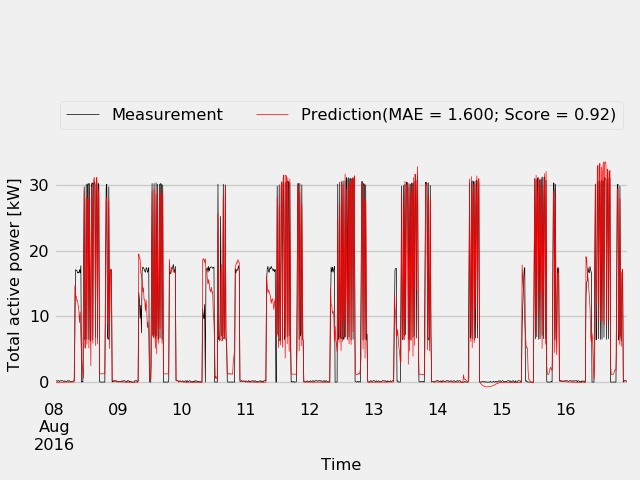 Measurement
Prediction(MAE = 1.600; Score = 0.92)
Total active power [kW]
30
20
10
0
08 09 10 11 12 13 14 15 16
Aug
2016
Time